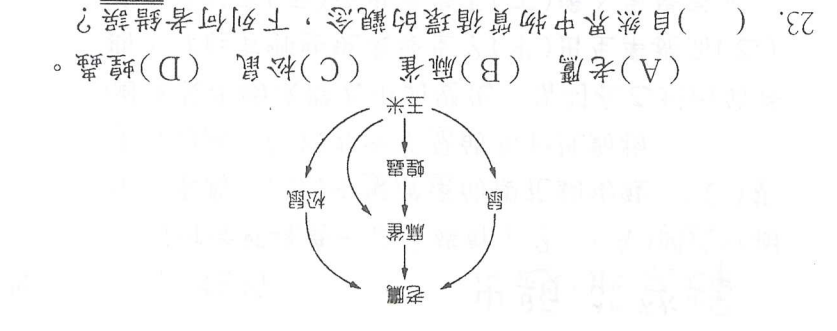 老鷹
麻雀
鼠
松鼠
蝗蟲
玉米
(A)老鷹 (B)麻雀 (C)松鼠 (D)蝗蟲。
23. ( )自然界中物質循環的觀念，下列何者錯誤？